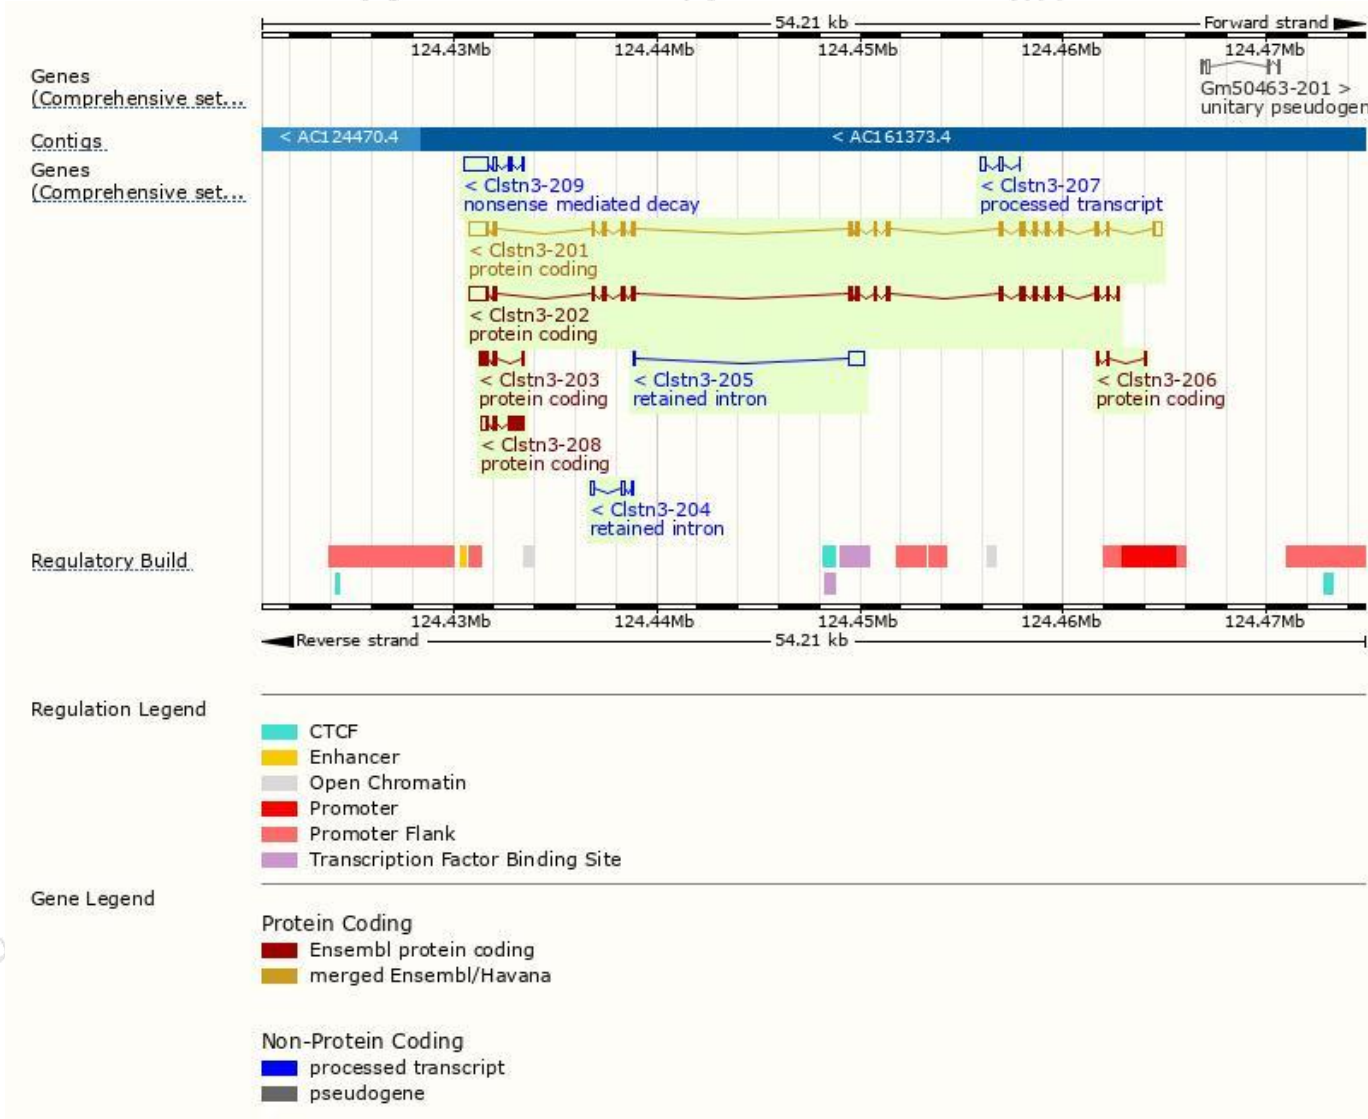 54.21 kb Forward strand
124.43Mb 124.44Mb 124.45Mb 124.46Mb 124.47Mb
Genes
(Comprehensive set...
Gm50463-201 >
unitary pseudogen
Contigs
< AC124470.4 < AC161373.4
Genes
(Comprehensive set...
< Clstn3-209 < Clstn3-207
nonsense mediated decay processed transcript
< Clstn3-201
protein coding
< Clstn3-202
protein coding
< Clstn3-203 < Clstn3-205 < Clstn3-206
protein coding retained intron protein coding
< Clstn3-208
protein coding
< Clstn3-204
retained intron
Regulatory Build
124.43Mb 124.44Mb 124.45Mb 124.46Mb 124.47Mb
Reverse strand 54.21 kb
Regulation Legend
CTCF
Enhancer
Open Chromatin
Promoter
Promoter Flank
Transcription Factor Binding Site
Gene Legend
Protein Coding
Ensembl protein coding
merged Ensembl/Havana
Non-Protein Coding
processed transcript
pseudogene